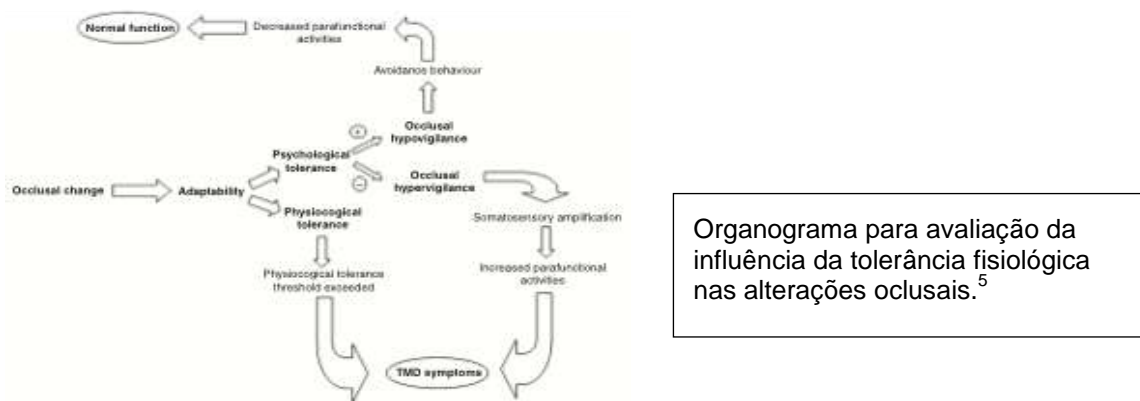 Normal function
Decreased parafunctional
activities
Avoidance behaviour
+
Occlusal
hypovigilance
Psychological
tolerance
−
Occlusal
hypervigilance
Occlusal change
Adaptability
Physiocogical
tolerance
Somatosensory amplification
Physiocogical tolerance
threshold exceeded
Increased parafunctional
activities
TMD symptoms
Organograma para avaliação da
influência da tolerância fisiológica
nas alterações oclusais.5